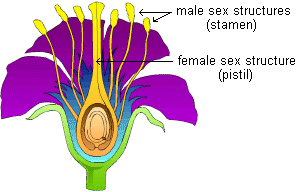 male sex structures
(stamen)
female sex structure
(pistil)